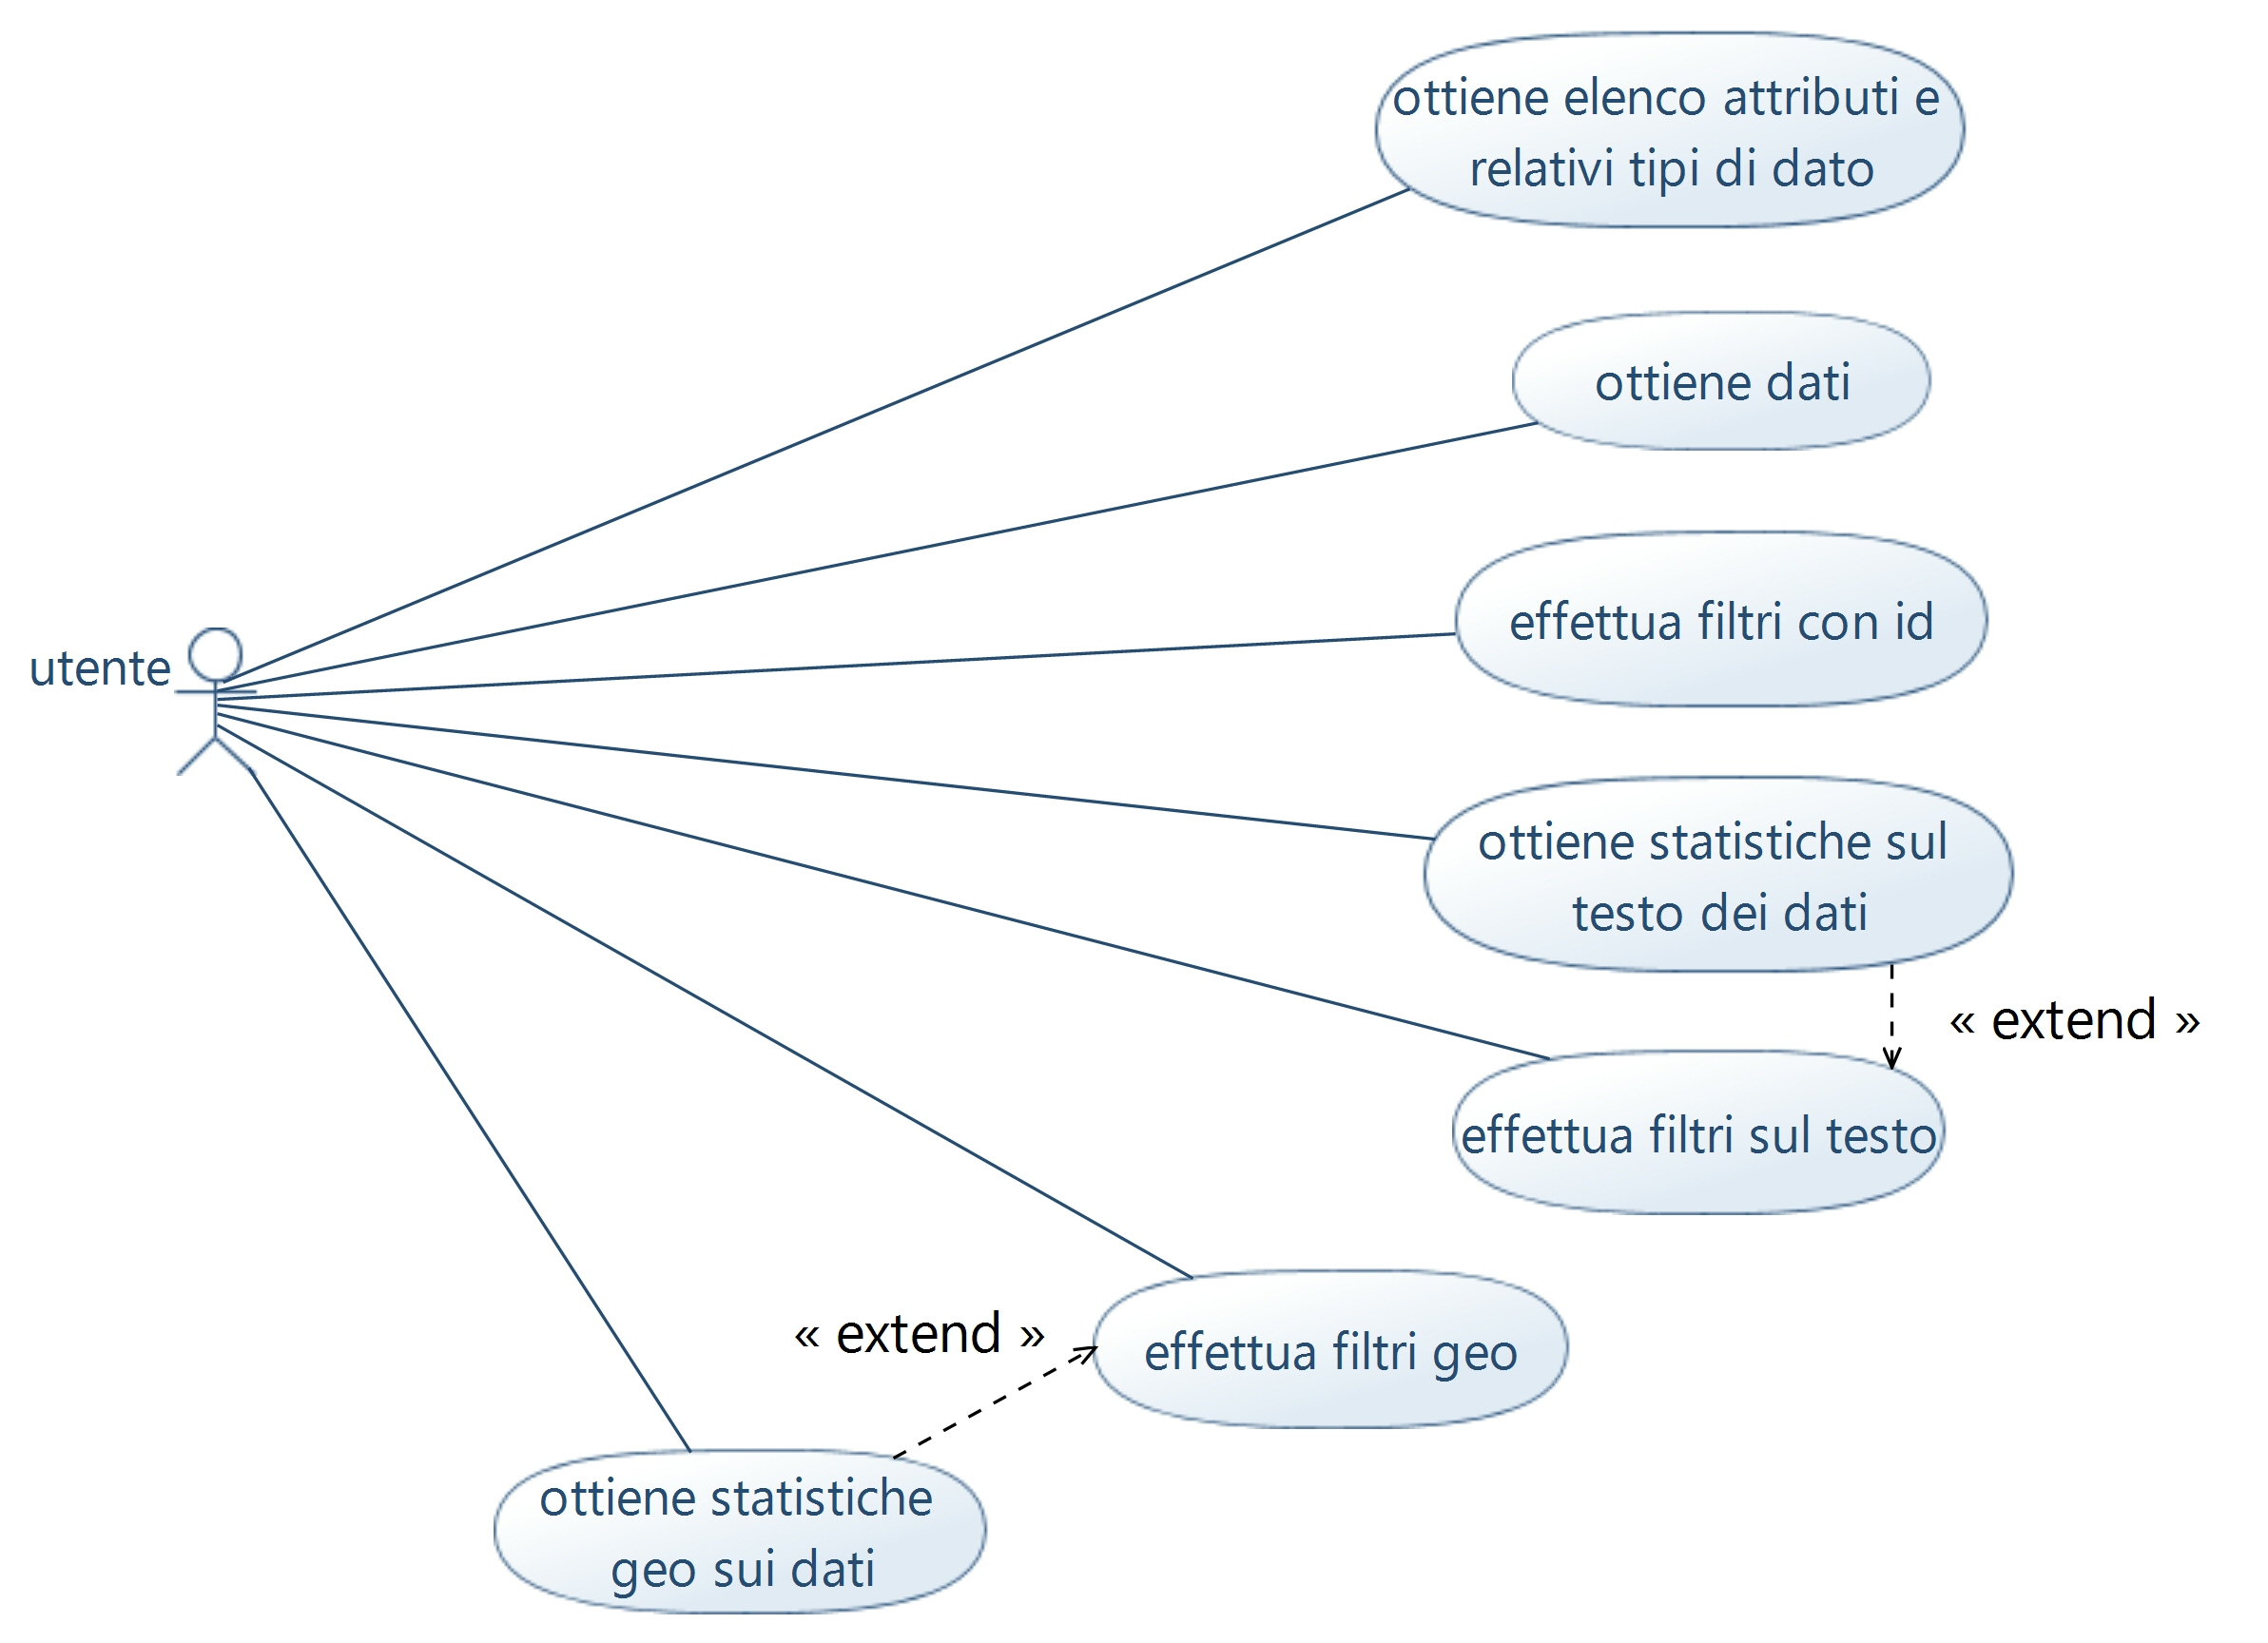 ottiene elenco attributi e
relativi tipi di dato
ottiene dati
effettua filtri con id
utente
ottiene statistiche sul
testo dei dati
« extend »
effettua filtri sul testo
« extend »
effettua filtri geo
ottiene statistiche
geo sui dati